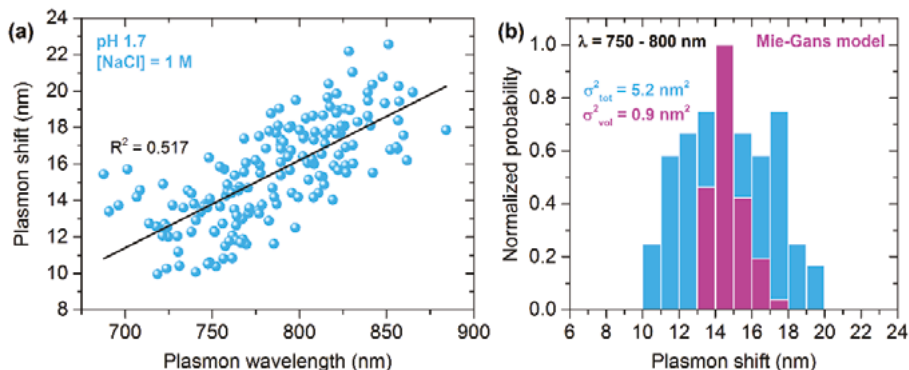 (a)
pH 1.7
[NaCl] = 1 M
R² = 0.517
Plasmon shift (nm)
24
22
20
18
16
14
12
10
8
700 750 800 850 900
Plasmon wavelength (nm)
(b)
λ = 750 - 800 nm
Mie-Gans model
σ²tot = 5.2 nm²
σ²vol = 0.9 nm²
Normalized probability
1.0
0.8
0.6
0.4
0.2
0.0
6 8 10 12 14 16 18 20 22 24
Plasmon shift (nm)